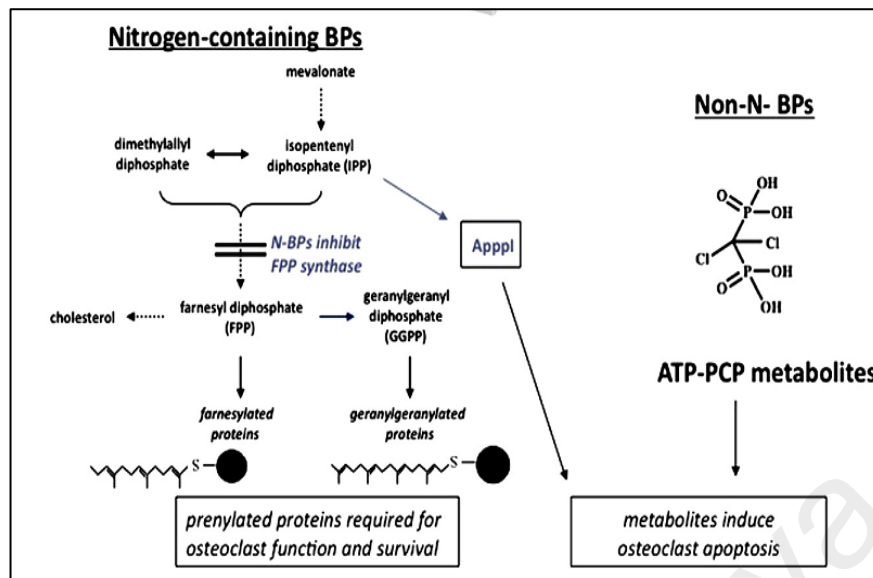 Nitrogen-containing BPs
mevalonate
dimethylallyl
diphosphate
isopentenyl
diphosphate (IPP)
N-BPs inhibit
FPP synthase
ApppI
cholesterol
farnesyl diphosphate
(FPP)
geranylgeranyl
diphosphate
(GGPP)
farnesylated
proteins
geranylgeranylated
proteins
S
S
prenylated proteins required for
osteoclast function and survival
Non-N- BPs
OH
O
P
OH
Cl
Cl
P
OH
O
OH
ATP-PCP metabolites
metabolites induce
osteoclast apoptosis